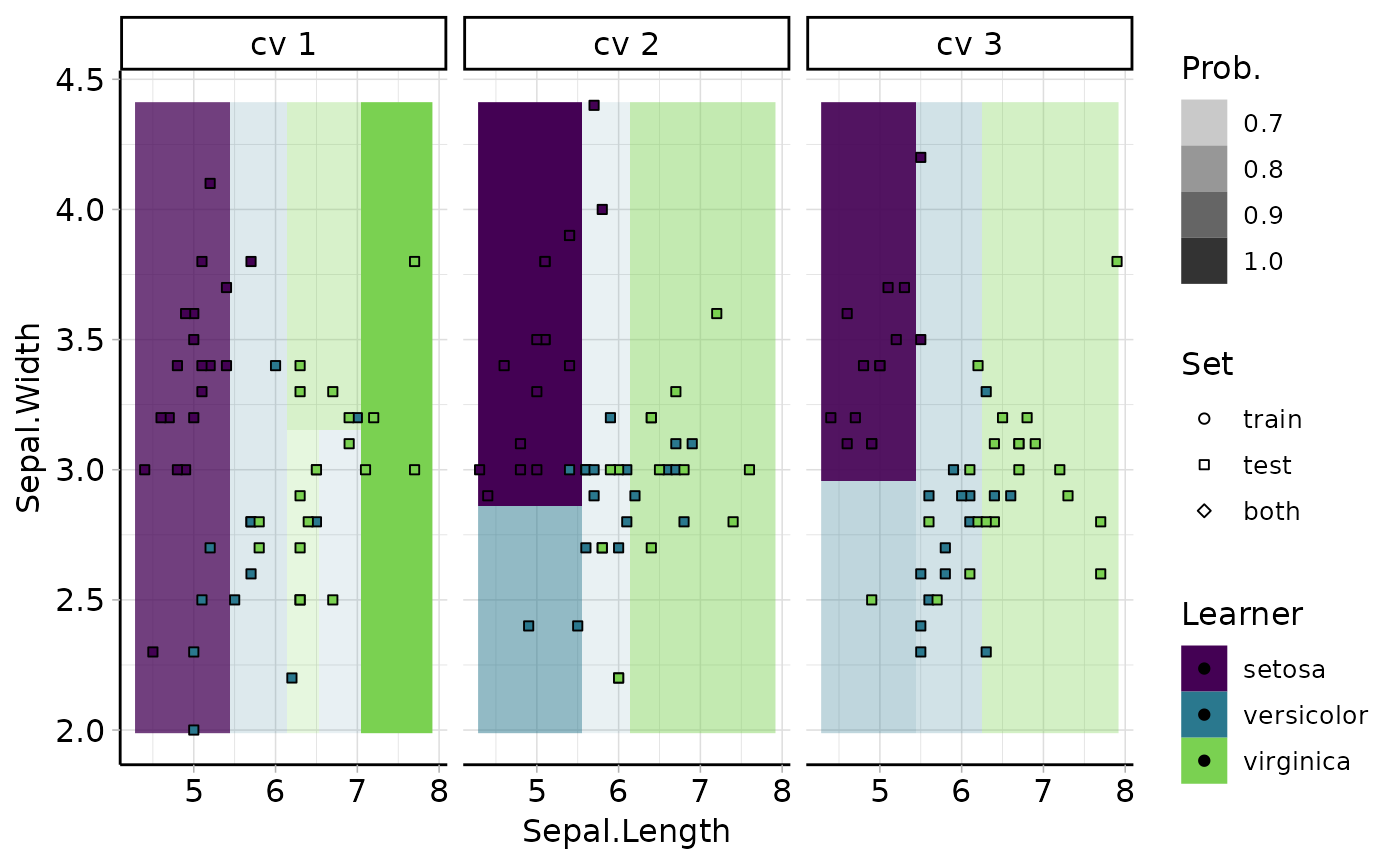 cv 1
cv 2
cv 3
4.5
4.0
3.5
3.0
2.5
2.0
Sepal.Width
5 6 7 8
5 6 7 8
5 6 7 8
Sepal.Length
Prob.
0.7
0.8
0.9
1.0
Set
train
test
both
Learner
setosa
versicolor
virginica